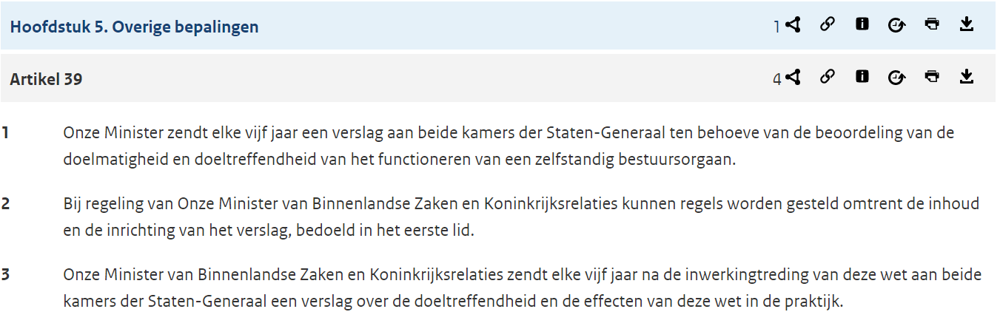 Hoofdstuk 5. Overige bepalingen 1
Artikel 39 4
1 Onze Minister zendt elke vijf jaar een verslag aan beide kamers der Staten-Generaal ten behoeve van de beoordeling van de
doelmatigheid en doeltreffendheid van het functioneren van een zelfstandig bestuursorgaan.
2 Bij regeling van Onze Minister van Binnenlandse Zaken en Koninkrijksrelaties kunnen regels worden gesteld omtrent de inhoud
en de inrichting van het verslag, bedoeld in het eerste lid.
3 Onze Minister van Binnenlandse Zaken en Koninkrijksrelaties zendt elke vijf jaar na de inwerkingtreding van deze wet aan beide
kamers der Staten-Generaal een verslag over de doeltreffendheid en de effecten van deze wet in de praktijk.